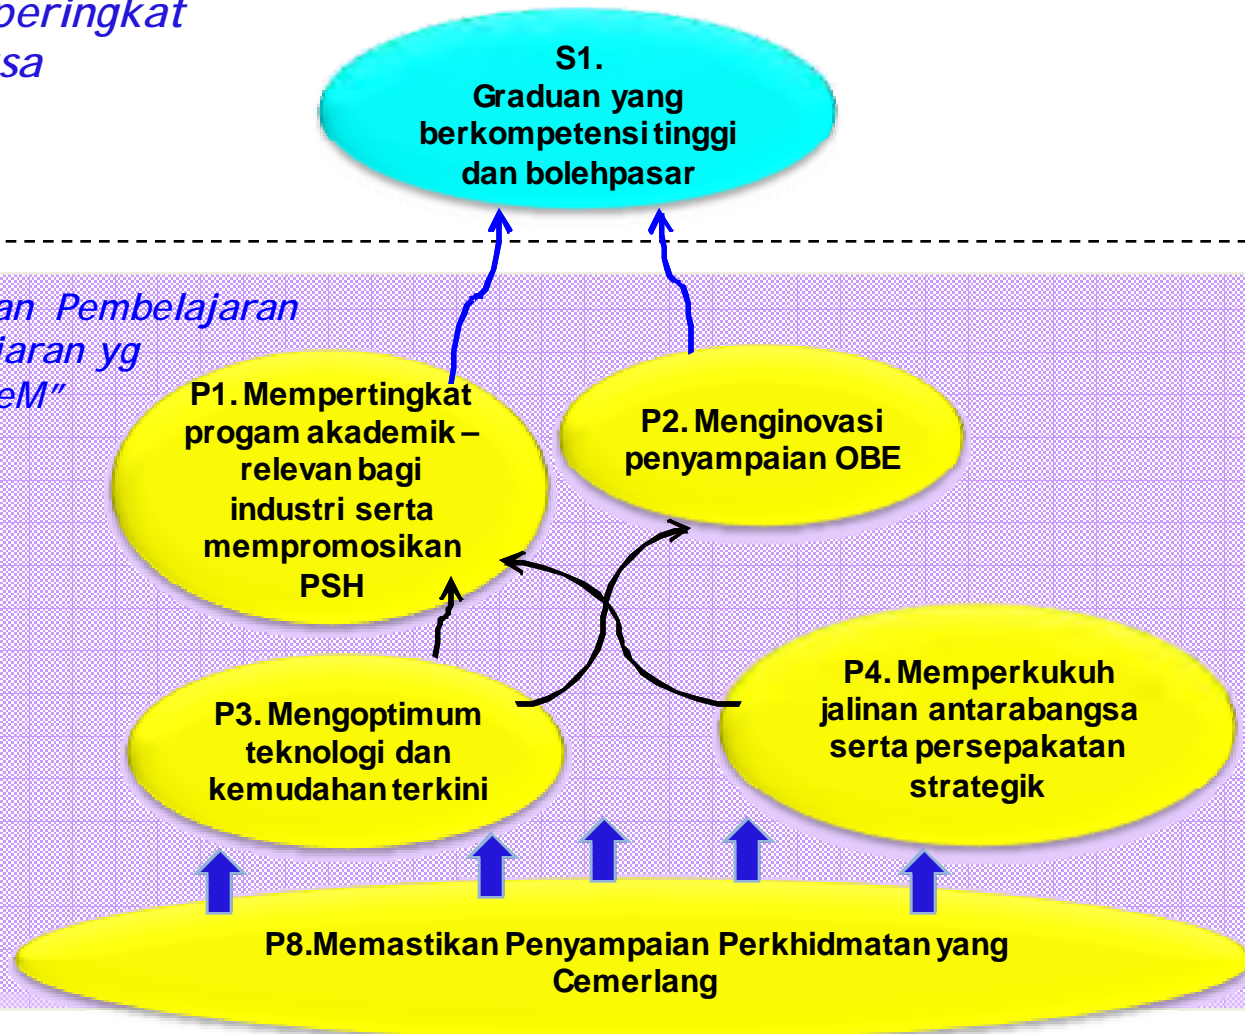 peringkat
sa
S1.
Graduan yang
berkompetensi tinggi
dan bolehpasar
an Pembelajaran
jaran yg
eM”
P1. Mempertingkat
progam akademik –
relevan bagi
industri serta
mempromosikan
PSH
P2. Menginovasi
penyampaian OBE
P3. Mengoptimum
teknologi dan
kemudahan terkini
P4. Memperkukuh
jalinan antarabangsa
serta persepakatan
strategik
P8.Memastikan Penyampaian Perkhidmatan yang
Cemerlang